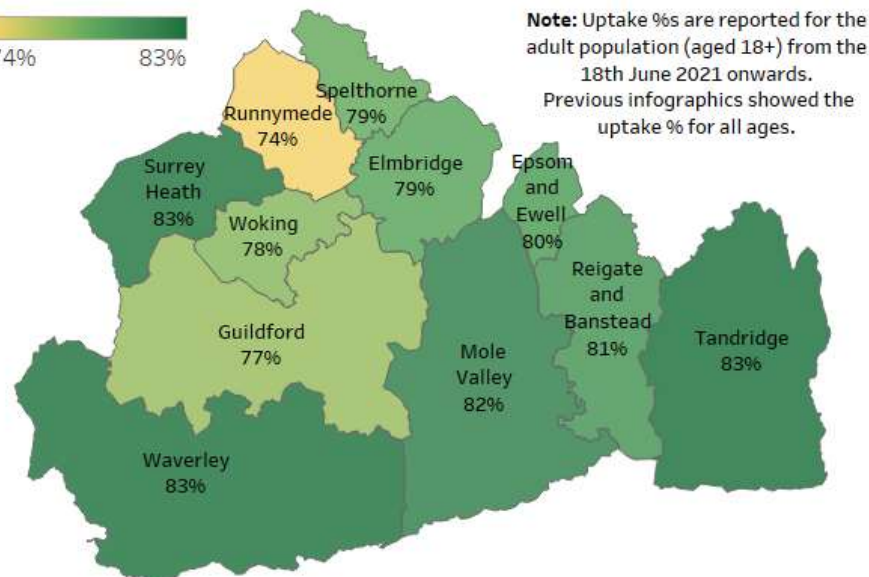 74%
83%
Note: Uptake %s are reported for the
adult population (aged 18+) from the
18th June 2021 onwards.
Previous infographics showed the
uptake % for all ages.
Spelthorne
79%
Runnymede
74%
Elmbridge
79%
Epsom
and
Ewell
80%
Surrey
Heath
83%
Woking
78%
Reigate
and
Banstead
81%
Guildford
77%
Mole
Valley
82%
Tandridge
83%
Waverley
83%